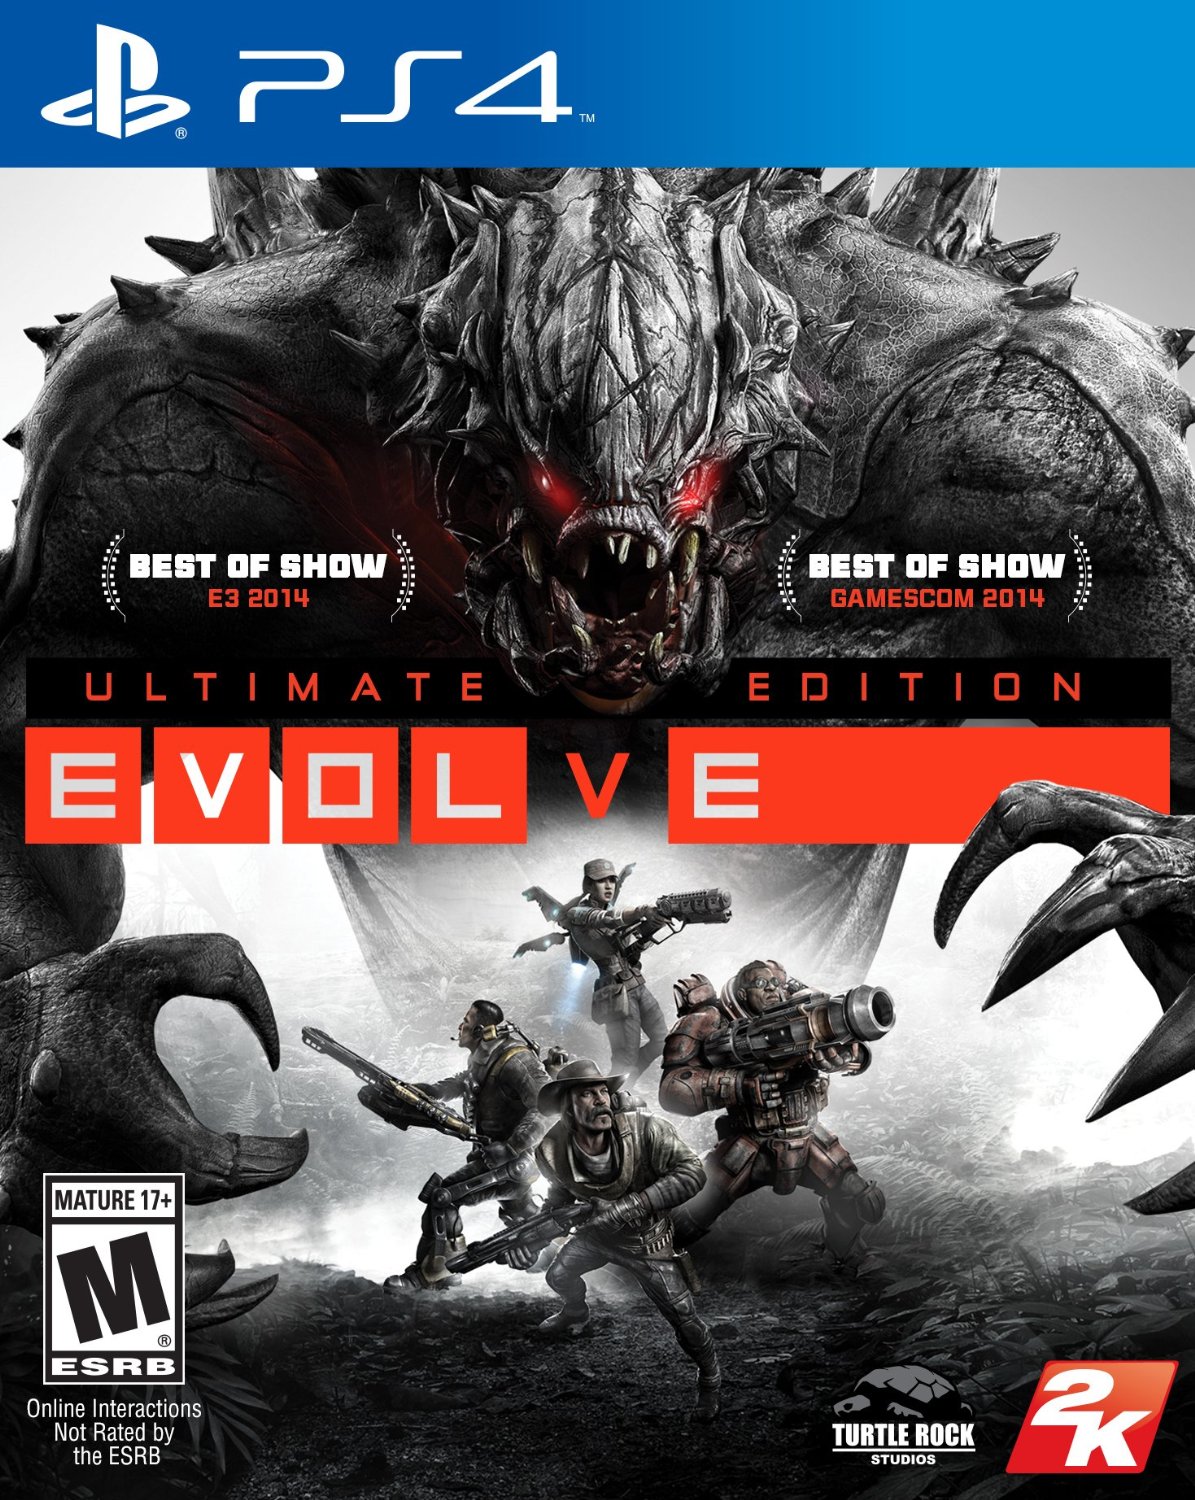 PS4™
BEST OF SHOW
E3 2014
BEST OF SHOW
GAMESCOM 2014
ULTIMATE EDITION
EVOLVE
MATURE 17+
M®
ESRB
Online Interactions
Not Rated by
the ESRB
TURTLE ROCK
STUDIOS
2K